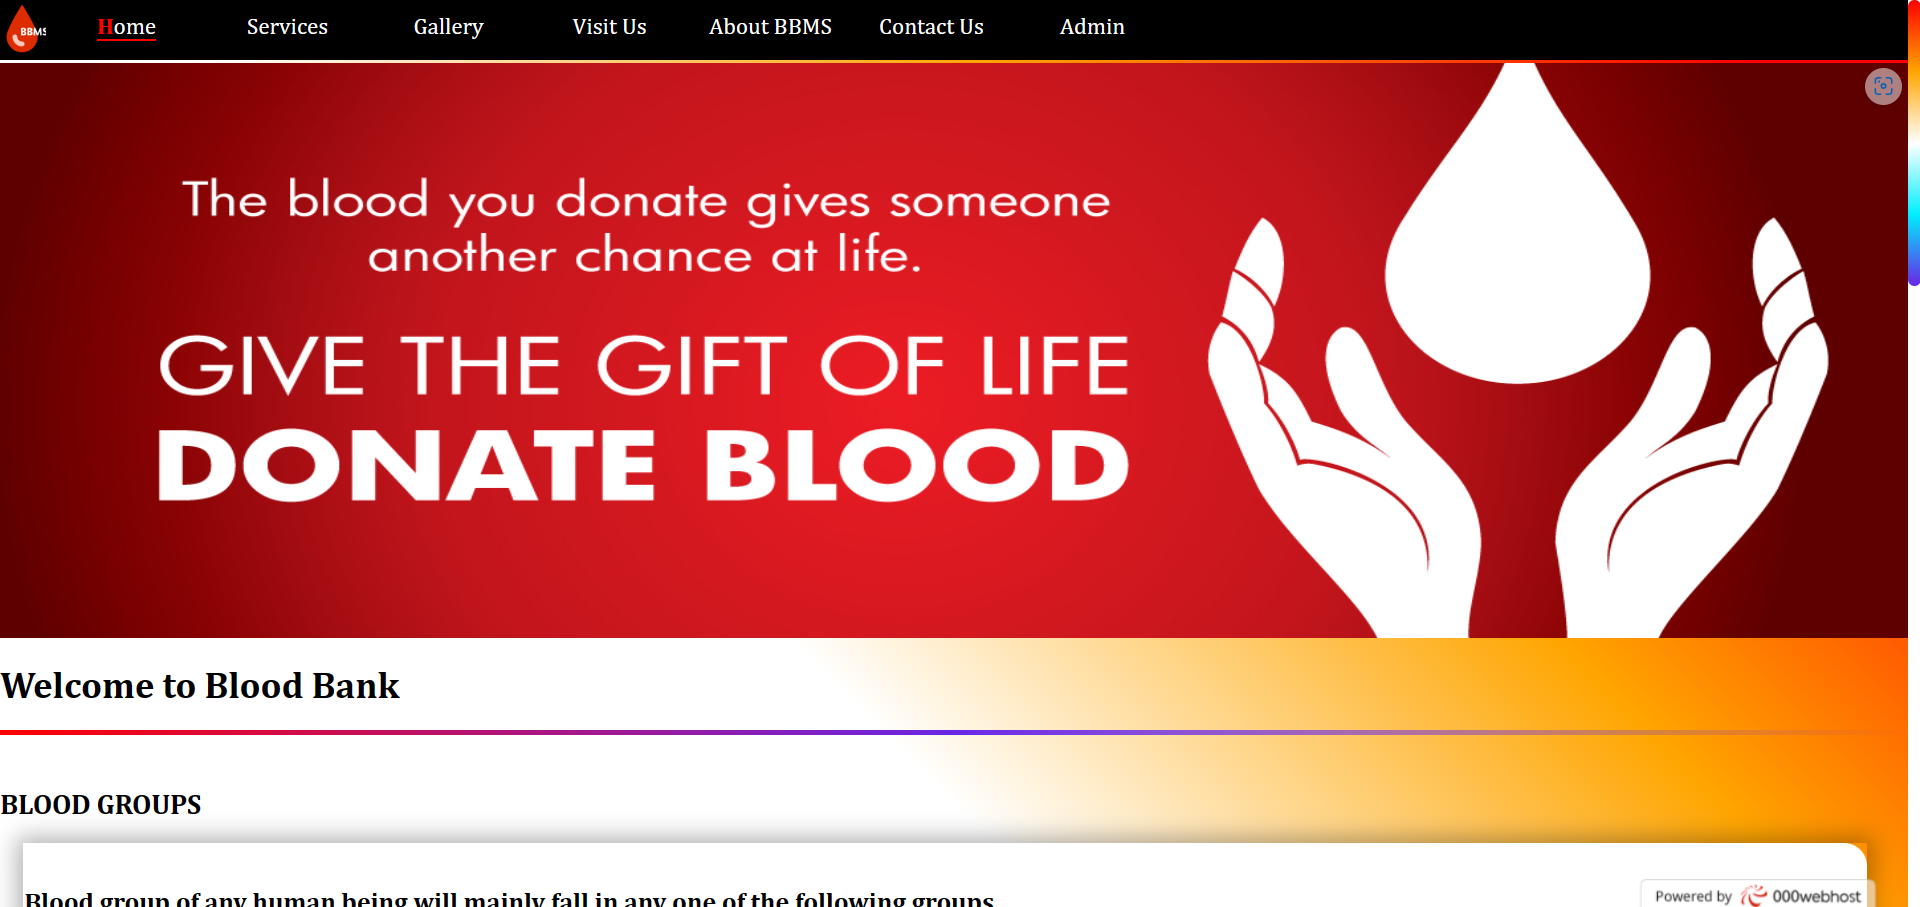 BBMS Home Services Gallery Visit Us About BBMS Contact Us Admin
The blood you donate gives someone
another chance at life.
GIVE THE GIFT OF LIFE
DONATE BLOOD
Welcome to Blood Bank
BLOOD GROUPS
Blood group of any human being will mainly fall in any one of the following groups
Powered by 000webhost